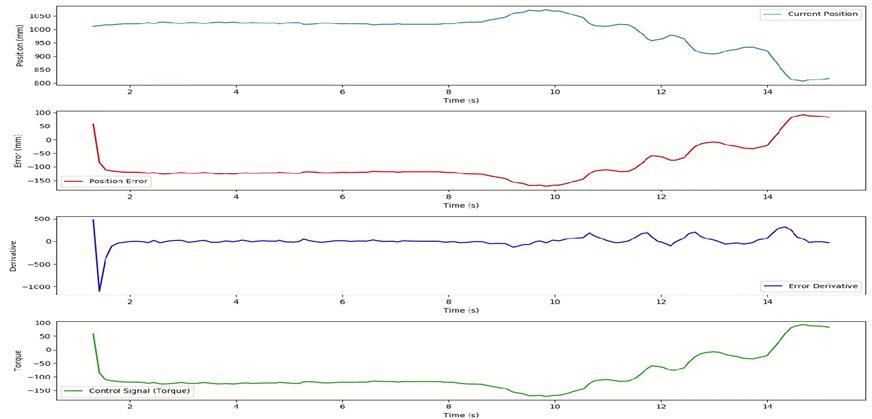 Position (mm)
1050
1000
950
900
850
800
Current Position
2 4 6 8 10 12 14
Time (s)
Error (mm)
100
50
0
−50
−100
−150
Position Error
2 4 6 8 10 12 14
Time (s)
Derivative
500
0
−500
−1000
Error Derivative
2 4 6 8 10 12 14
Time (s)
Torque
100
50
0
−50
−100
−150
Control Signal (Torque)
2 4 6 8 10 12 14
Time (s)